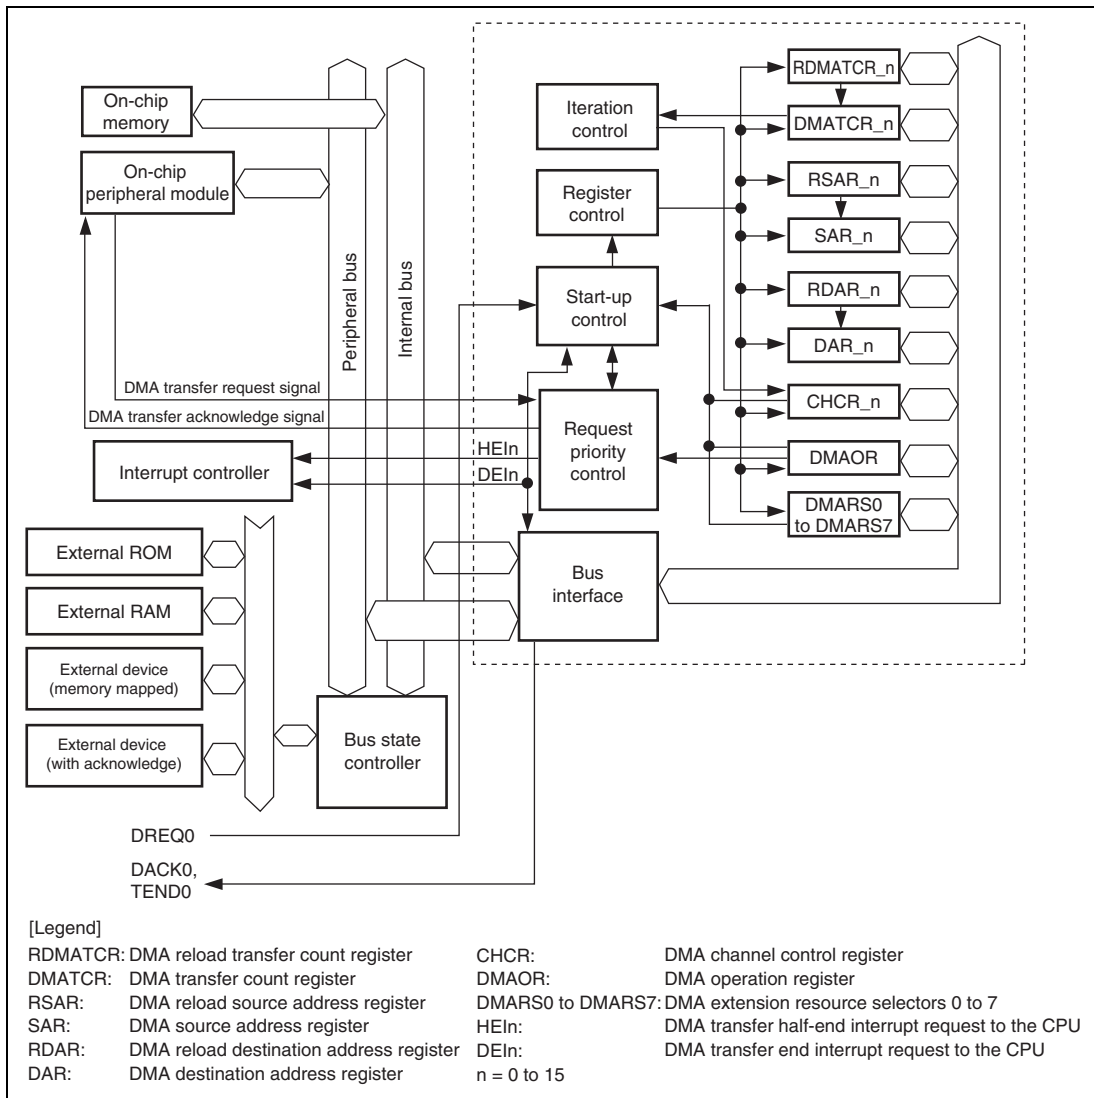 On-chip
memory
On-chip
peripheral module
Peripheral bus
Internal bus
DMA transfer request signal
DMA transfer acknowledge signal
Interrupt controller
HEIn
DEIn
External ROM
External RAM
External device
(memory mapped)
External device
(with acknowledge)
Bus state
controller
Iteration
control
Register
control
Start-up
control
Request
priority
control
Bus
interface
RDMATCR_n
DMATCR_n
RSAR_n
SAR_n
RDAR_n
DAR_n
CHCR_n
DMAOR
DMARS0
to DMARS7
DREQ0
DACK0,
TEND0
[Legend]
RDMATCR: DMA reload transfer count register
DMATCR: DMA transfer count register
RSAR: DMA reload source address register
SAR: DMA source address register
RDAR: DMA reload destination address register
DAR: DMA destination address register
CHCR: DMA channel control register
DMAOR: DMA operation register
DMARS0 to DMARS7: DMA extension resource selectors 0 to 7
HEIn: DMA transfer half-end interrupt request to the CPU
DEIn: DMA transfer end interrupt request to the CPU
n = 0 to 15